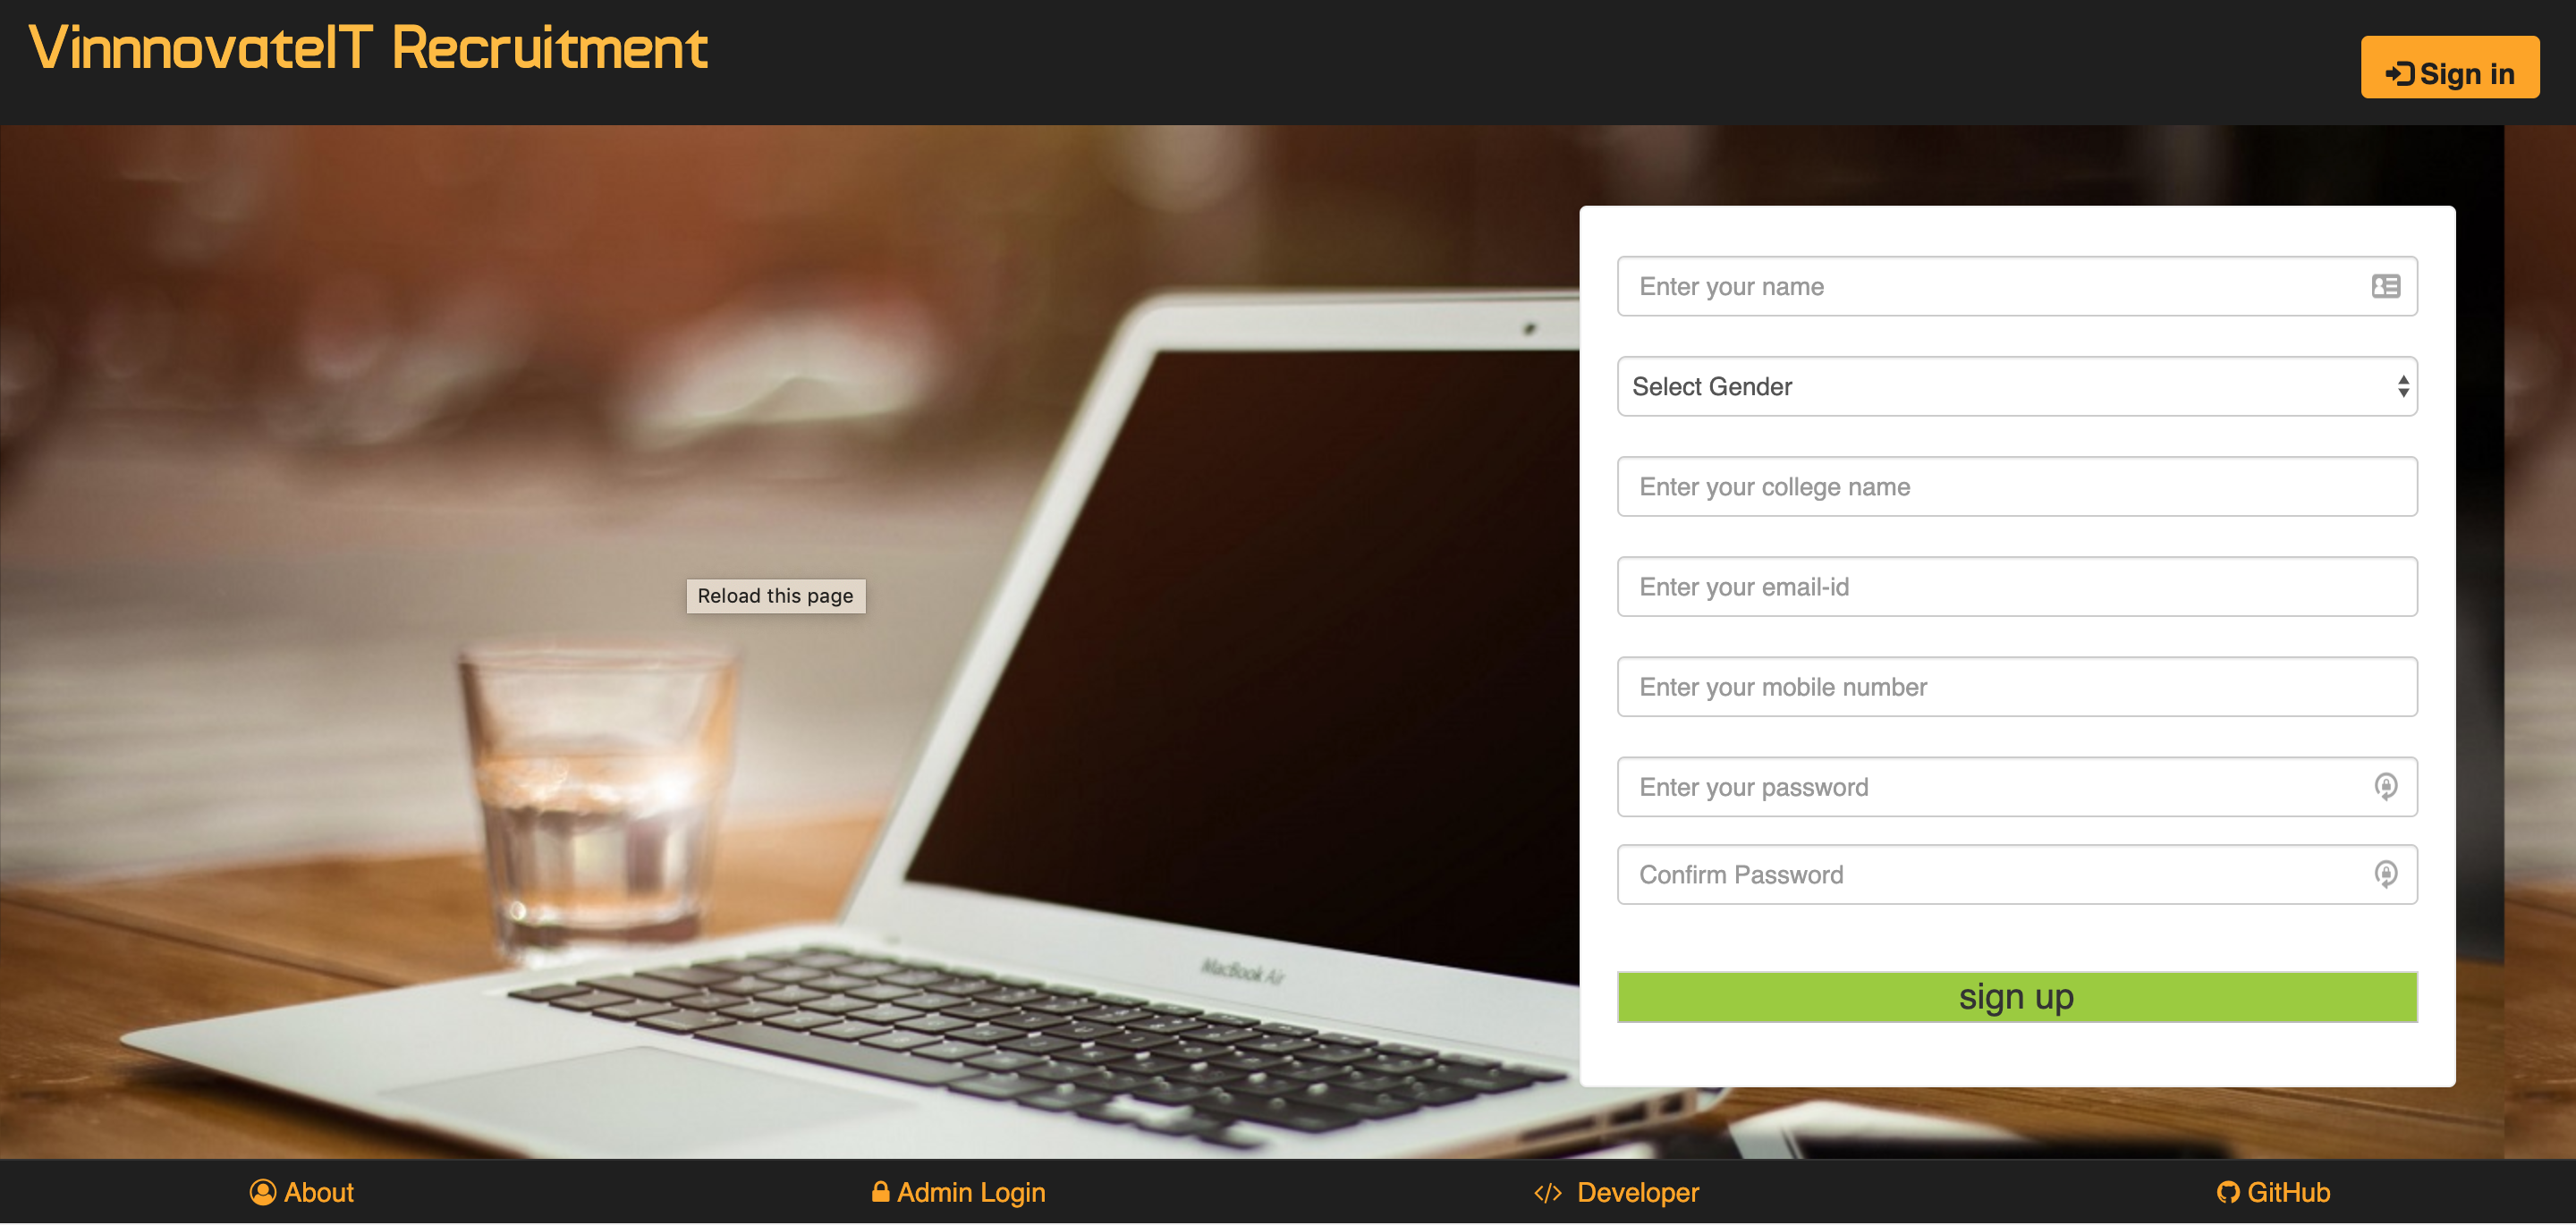 VinnnovateIT Recruitment
Sign in
Enter your name
Select Gender
Enter your college name
Enter your email-id
Reload this page
Enter your mobile number
Enter your password
Confirm Password
MacBook Air
sign up
About
Admin Login
</> Developer
GitHub